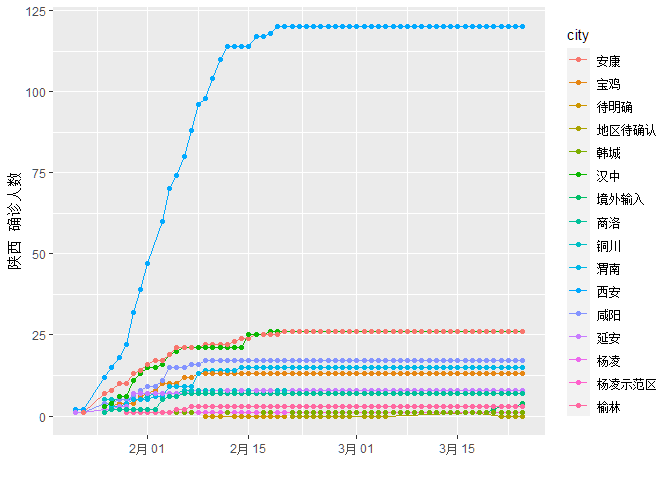 陕西 确诊人数
125
100
75
50
25
0
2月 01
2月 15
3月 01
3月 15
city
安康
宝鸡
待明确
地区待确认
韩城
汉中
境外输入
商洛
铜川
渭南
西安
咸阳
延安
杨凌
杨凌示范区
榆林